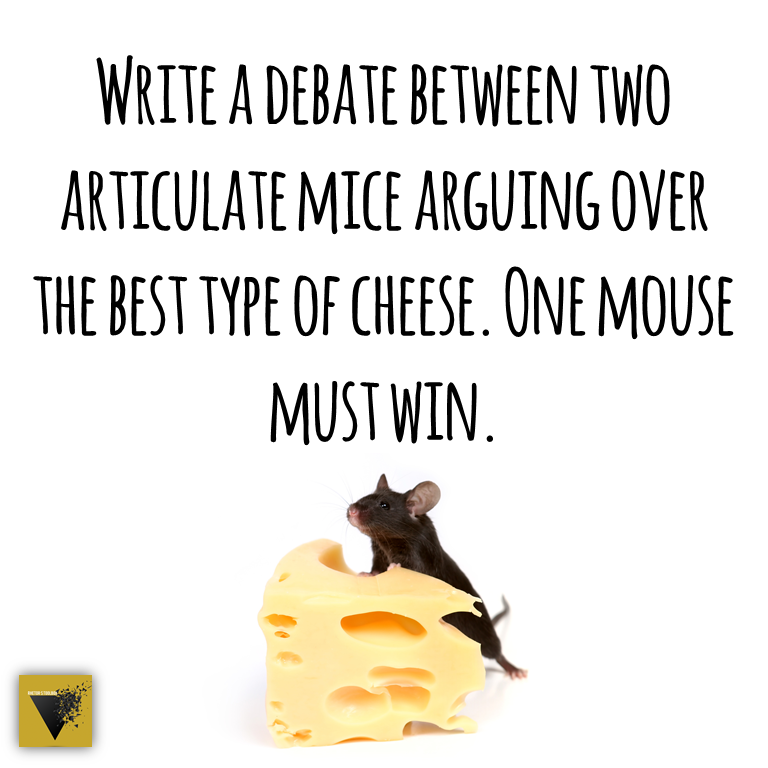 Write a debate between two
articulate mice arguing over
the best type of cheese. One mouse
must win.